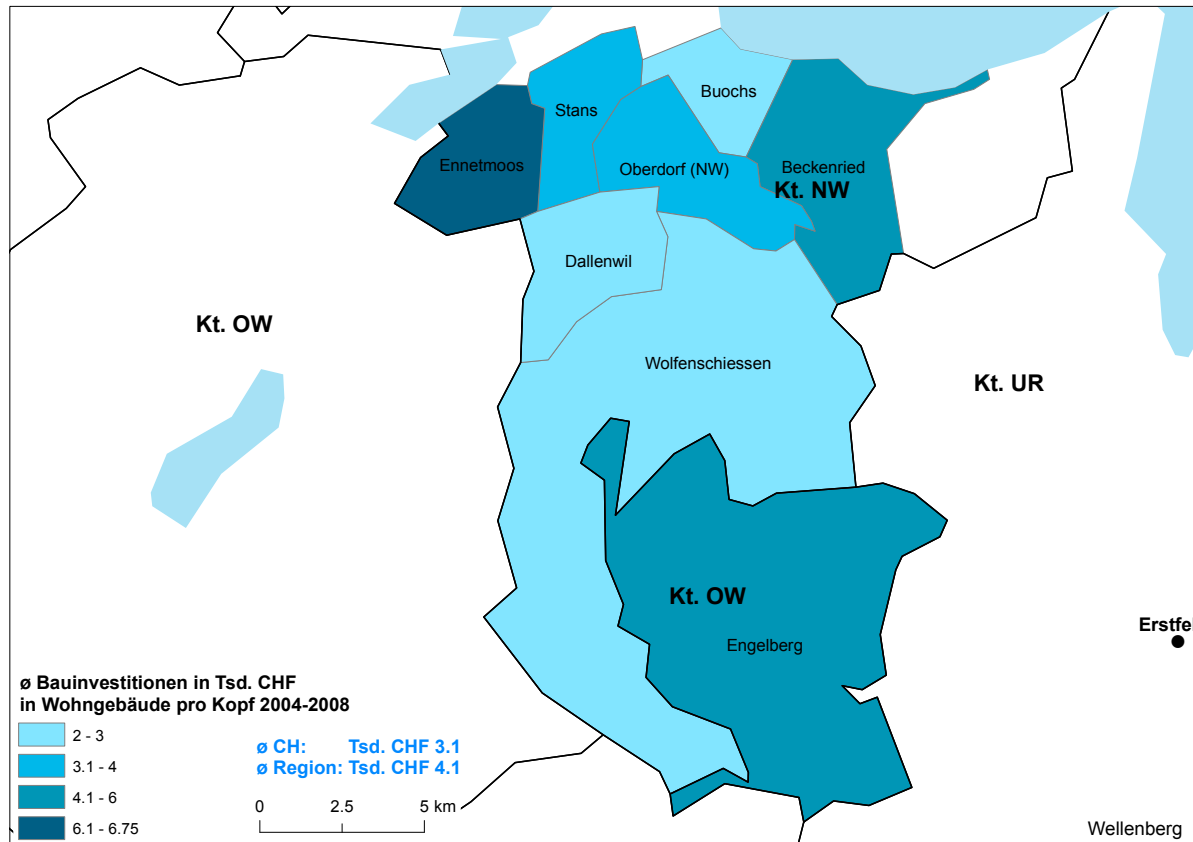 Buochs
Stans
Ennetmoos
Oberdorf (NW)
Beckenried
Kt. NW
Dallenwil
Kt. OW
Wolfenschiessen
Kt. UR
Kt. OW
Engelberg
Erstfel
ø Bauinvestitionen in Tsd. CHF
in Wohngebäude pro Kopf 2004-2008
2 - 3
3.1 - 4
4.1 - 6
6.1 - 6.75
ø CH: Tsd. CHF 3.1
ø Region: Tsd. CHF 4.1
0 2.5 5 km
Wellenberg